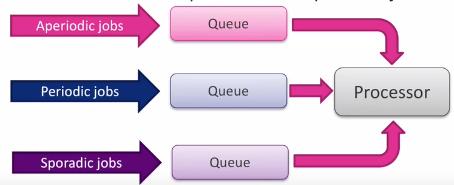 Aperiodic jobs
Queue
Periodic jobs
Queue
Processor
Sporadic jobs
Queue